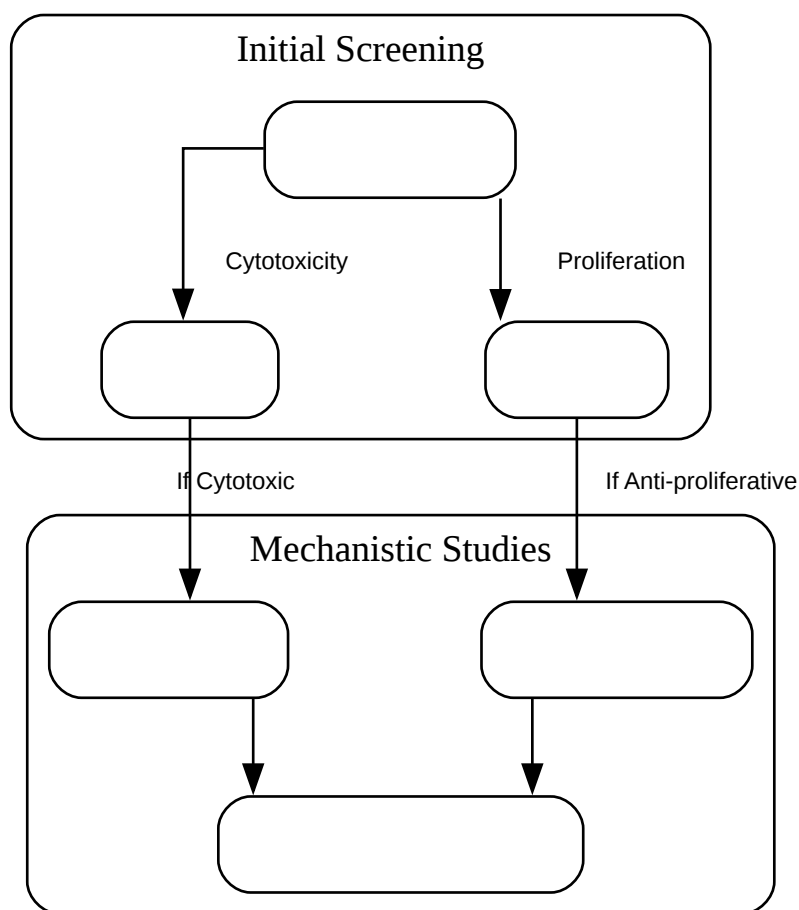 Initial Screening
Cytotoxicity
Proliferation
If Cytotoxic
If Anti-proliferative
Mechanistic Studies